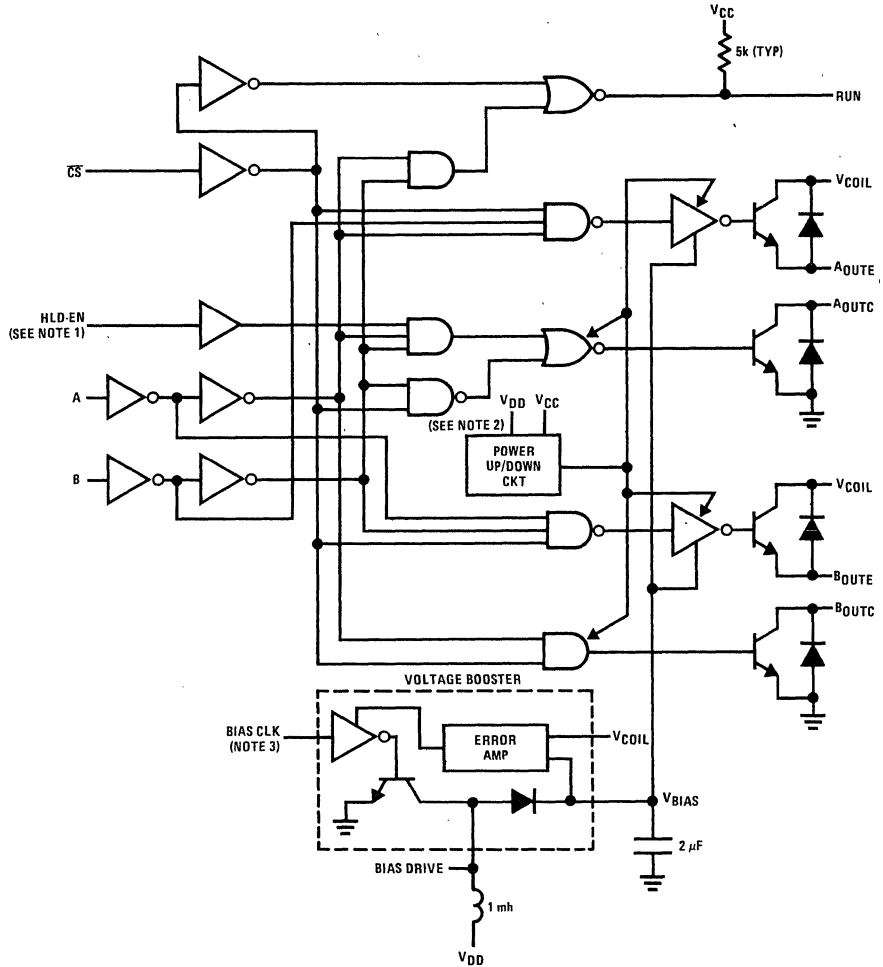 VCC
5k (TYP)
RUN
CS
VCOIL
AOUTE
HLD-EN
(SEE NOTE 1)
AOUTC
A
(SEE NOTE 2)
VDD
VCC
POWER
UP/DOWN
CKT
B
VCOIL
BOUTE
BOUTC
VOLTAGE BOOSTER
BIAS CLK
(NOTE 3)
ERROR
AMP
VCOIL
VBIAS
2 µF
BIAS DRIVE
1 mh
VDD